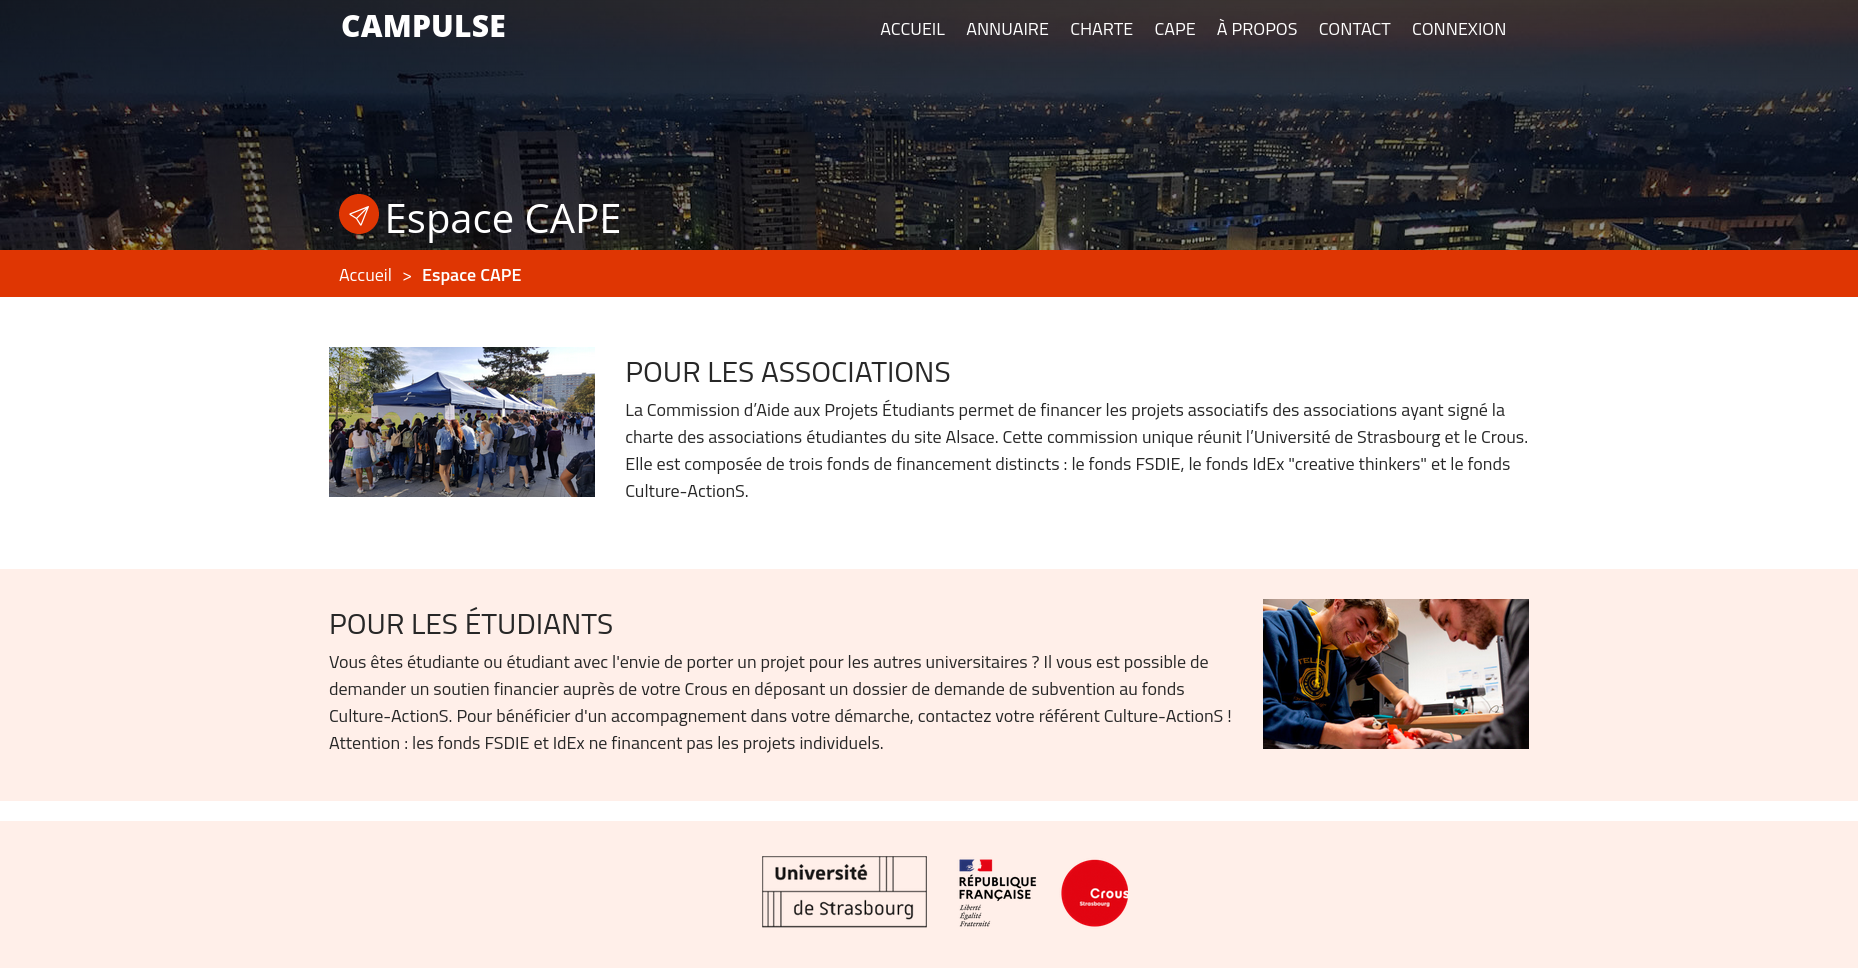 CAMPULSE
ACCUEIL ANNUAIRE CHARTE CAPE À PROPOS CONTACT CONNEXION
Espace CAPE
Accueil > Espace CAPE
POUR LES ASSOCIATIONS
La Commission d’Aide aux Projets Étudiants permet de financer les projets associatifs des associations ayant signé la
charte des associations étudiantes du site Alsace. Cette commission unique réunit l’Université de Strasbourg et le Crous.
Elle est composée de trois fonds de financement distincts : le fonds FSDIE, le fonds IdEx "creative thinkers" et le fonds
Culture-ActionS.
POUR LES ÉTUDIANTS
Vous êtes étudiante ou étudiant avec l'envie de porter un projet pour les autres universitaires ? Il vous est possible de
demander un soutien financier auprès de votre Crous en déposant un dossier de demande de subvention au fonds
Culture-ActionS. Pour bénéficier d'un accompagnement dans votre démarche, contactez votre référent Culture-ActionS !
Attention : les fonds FSDIE et IdEx ne financent pas les projets individuels.
Université
de Strasbourg
RÉPUBLIQUE
FRANÇAISE
Liberté
Égalité
Fraternité
Crous
Strasbourg